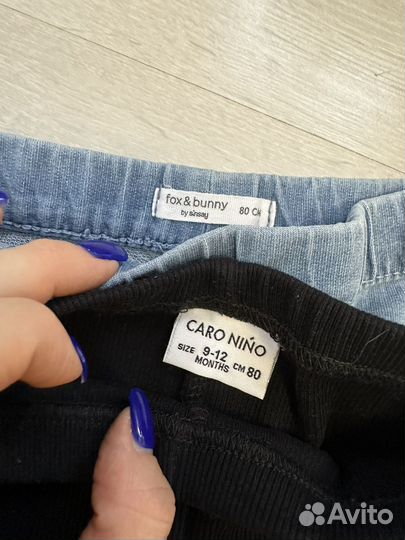 fox & bunny
by sinsay
80 CM
CARO NIÑO
SIZE 9-12 CM 80
MONTHS
Avito